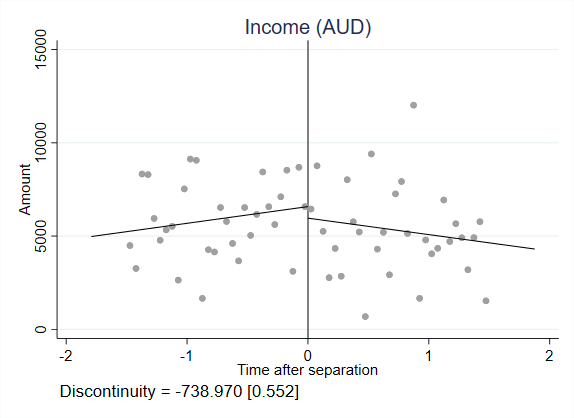 Income (AUD)
15000
10000
5000
0
Amount
-2 -1 0 1 2
Time after separation
Discontinuity = -738.970 [0.552]